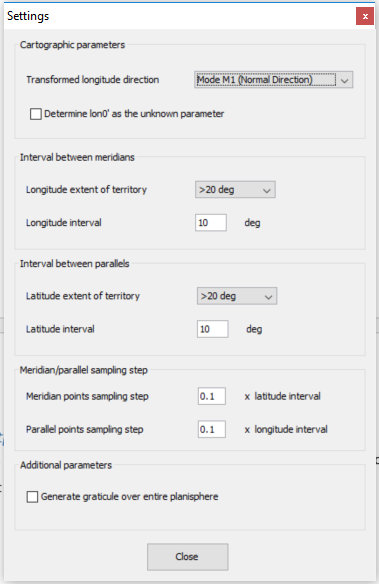 Settings
x
Cartographic parameters
Transformed longitude direction Mode M1 (Normal Direction)
Determine lon0' as the unknown parameter
Interval between meridians
Longitude extent of territory >20 deg
Longitude interval 10 deg
Interval between parallels
Latitude extent of territory >20 deg
Latitude interval 10 deg
Meridian/parallel sampling step
Meridian points sampling step 0.1 x latitude interval
Parallel points sampling step 0.1 x longitude interval
Additional parameters
Generate graticule over entire planisphere
Close